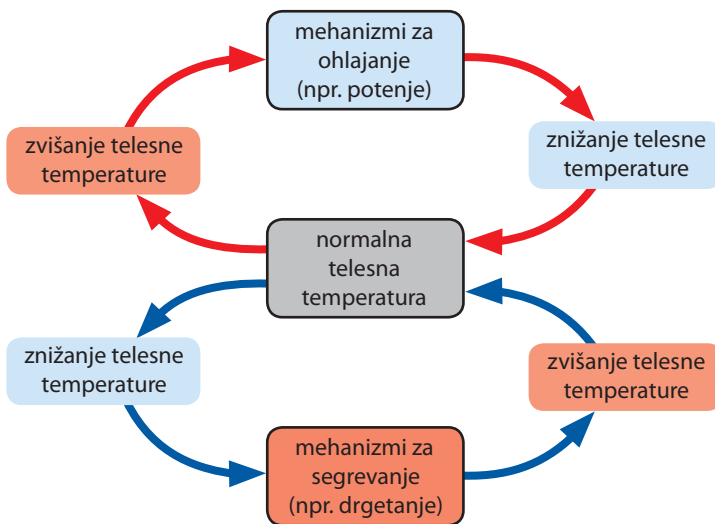 mehanizmi za
ohlajanje
(npr. potenje)
zvišanje telesne
temperature
znižanje telesne
temperature
normalna
telesna
temperatura
znižanje telesne
temperature
zvišanje telesne
temperature
mehanizmi za
segrevanje
(npr. drgetanje)